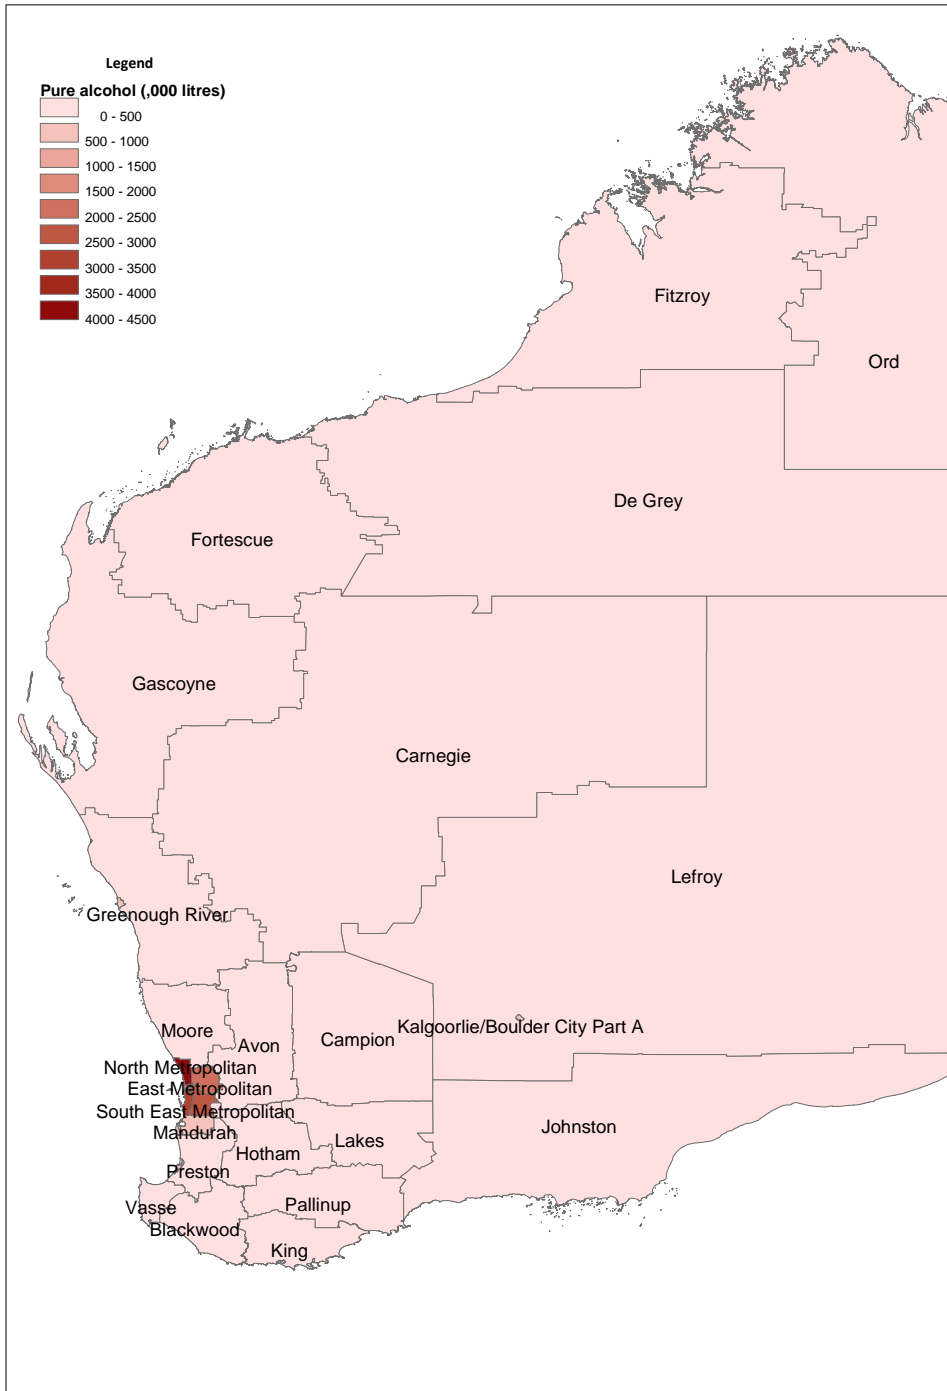 Legend
Pure alcohol (,000 litres)
0 - 500
500 - 1000
1000 - 1500
1500 - 2000
2000 - 2500
2500 - 3000
3000 - 3500
3500 - 4000
4000 - 4500
Fitzroy
Ord
De Grey
Fortescue
Gascoyne
Carnegie
Lefroy
Greenough River
Kalgoorlie/Boulder City Part A
Moore
Avon
Campion
North Metropolitan
East Metropolitan
South East Metropolitan
Mandurah
Johnston
Hotham
Lakes
Preston
Vasse
Pallinup
Blackwood
King